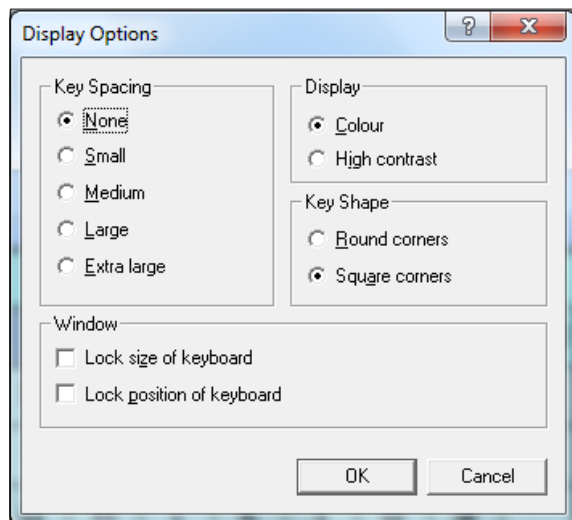 Display Options
Key Spacing
None
Small
Medium
Large
Extra large
Display
Colour
High contrast
Key Shape
Round corners
Square corners
Window
Lock size of keyboard
Lock position of keyboard
OK
Cancel